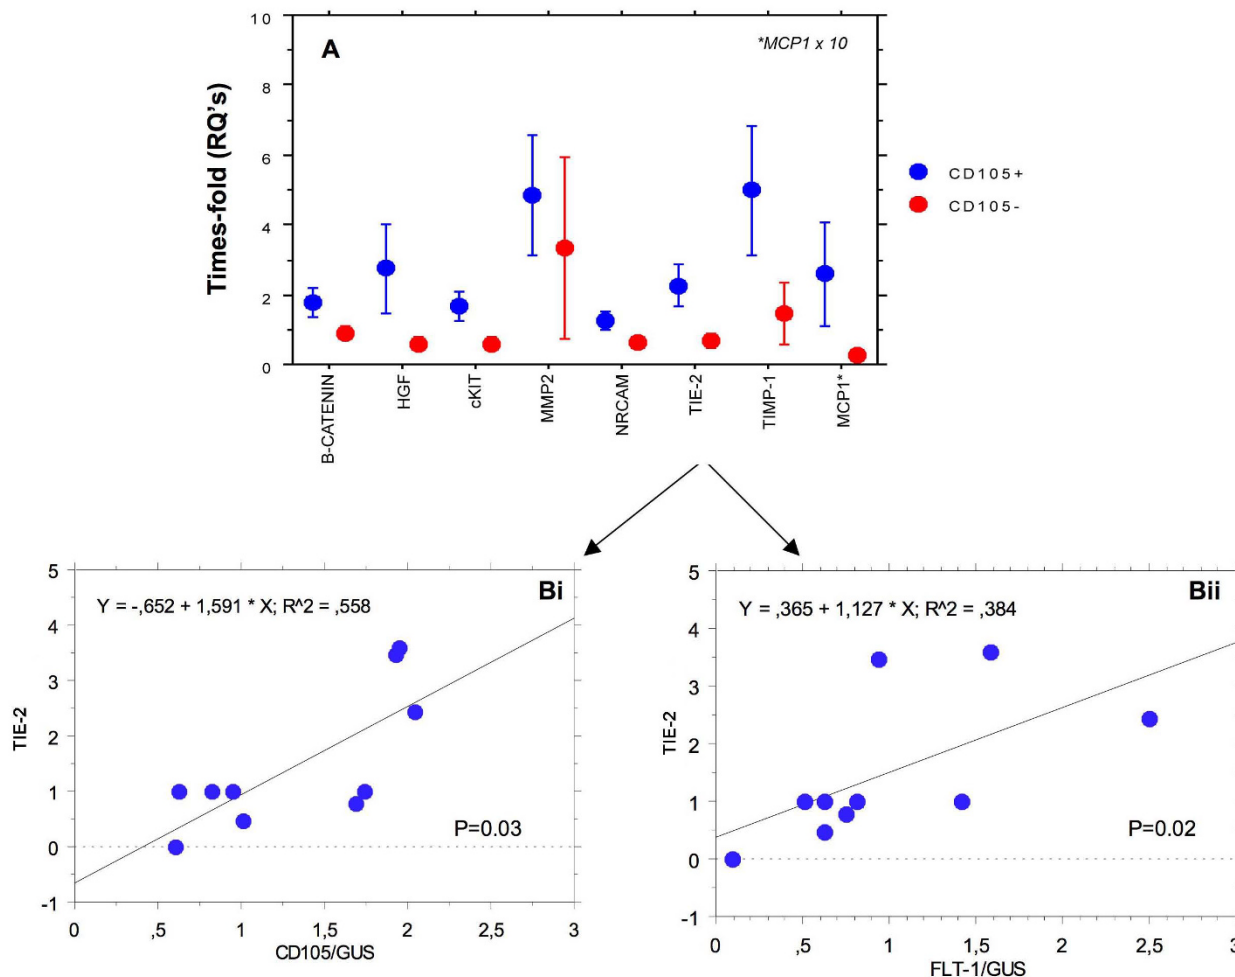 A
*MCP1 x 10
Times-fold (RQ's)
10
8
6
4
2
0
B-CATENIN
HGF
cKIT
MMP2
NRCAM
TIE-2
TIMP-1
MCP1*
CD105+
CD105-
Bi
Y = -,652 + 1,591 * X; R^2 = ,558
TIE-2
5
4
3
2
1
0
-1
P=0.03
0 ,5 1 1,5 2 2,5 3
CD105/GUS
Bii
Y = ,365 + 1,127 * X; R^2 = ,384
TIE-2
5
4
3
2
1
0
-1
P=0.02
0 ,5 1 1,5 2 2,5 3
FLT-1/GUS